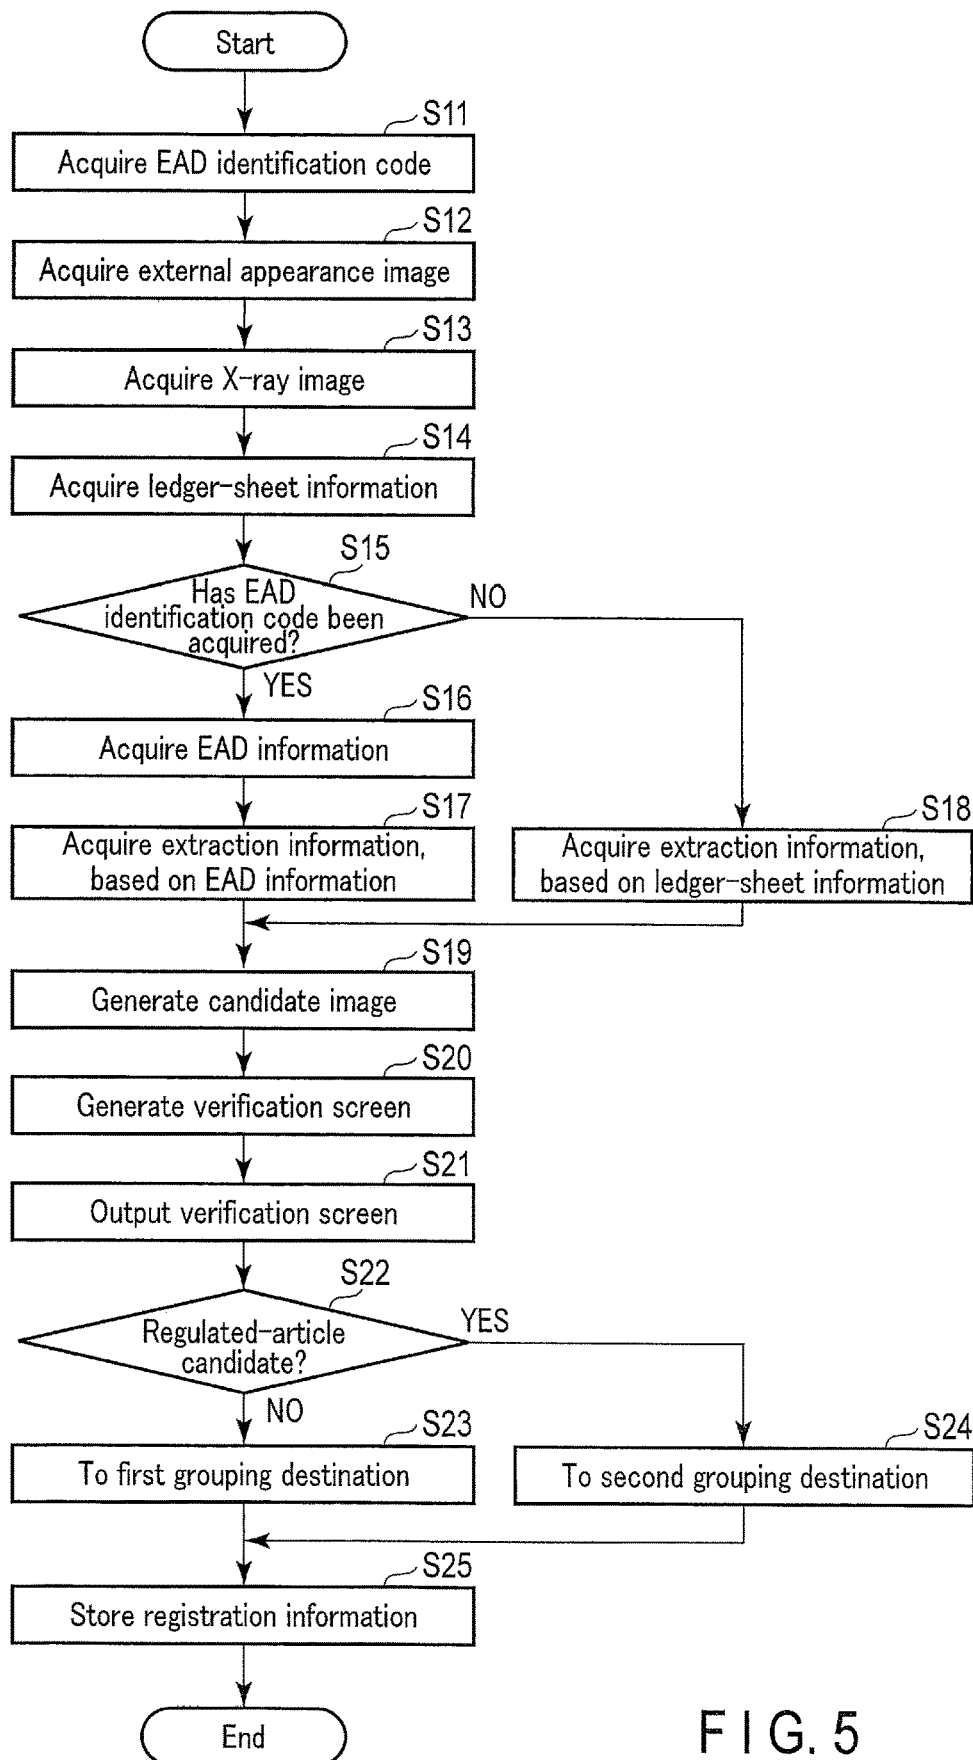 Start
S11
Acquire EAD identification code
S12
Acquire external appearance image
S13
Acquire X-ray image
S14
Acquire ledger-sheet information
S15
Has EAD
identification code been
acquired?
NO
YES
S16
Acquire EAD information
S17
Acquire extraction information,
based on EAD information
S18
Acquire extraction information,
based on ledger-sheet information
S19
Generate candidate image
S20
Generate verification screen
S21
Output verification screen
S22
Regulated-article
candidate?
YES
NO
S23
To first grouping destination
S24
To second grouping destination
S25
Store registration information
End
FIG. 5